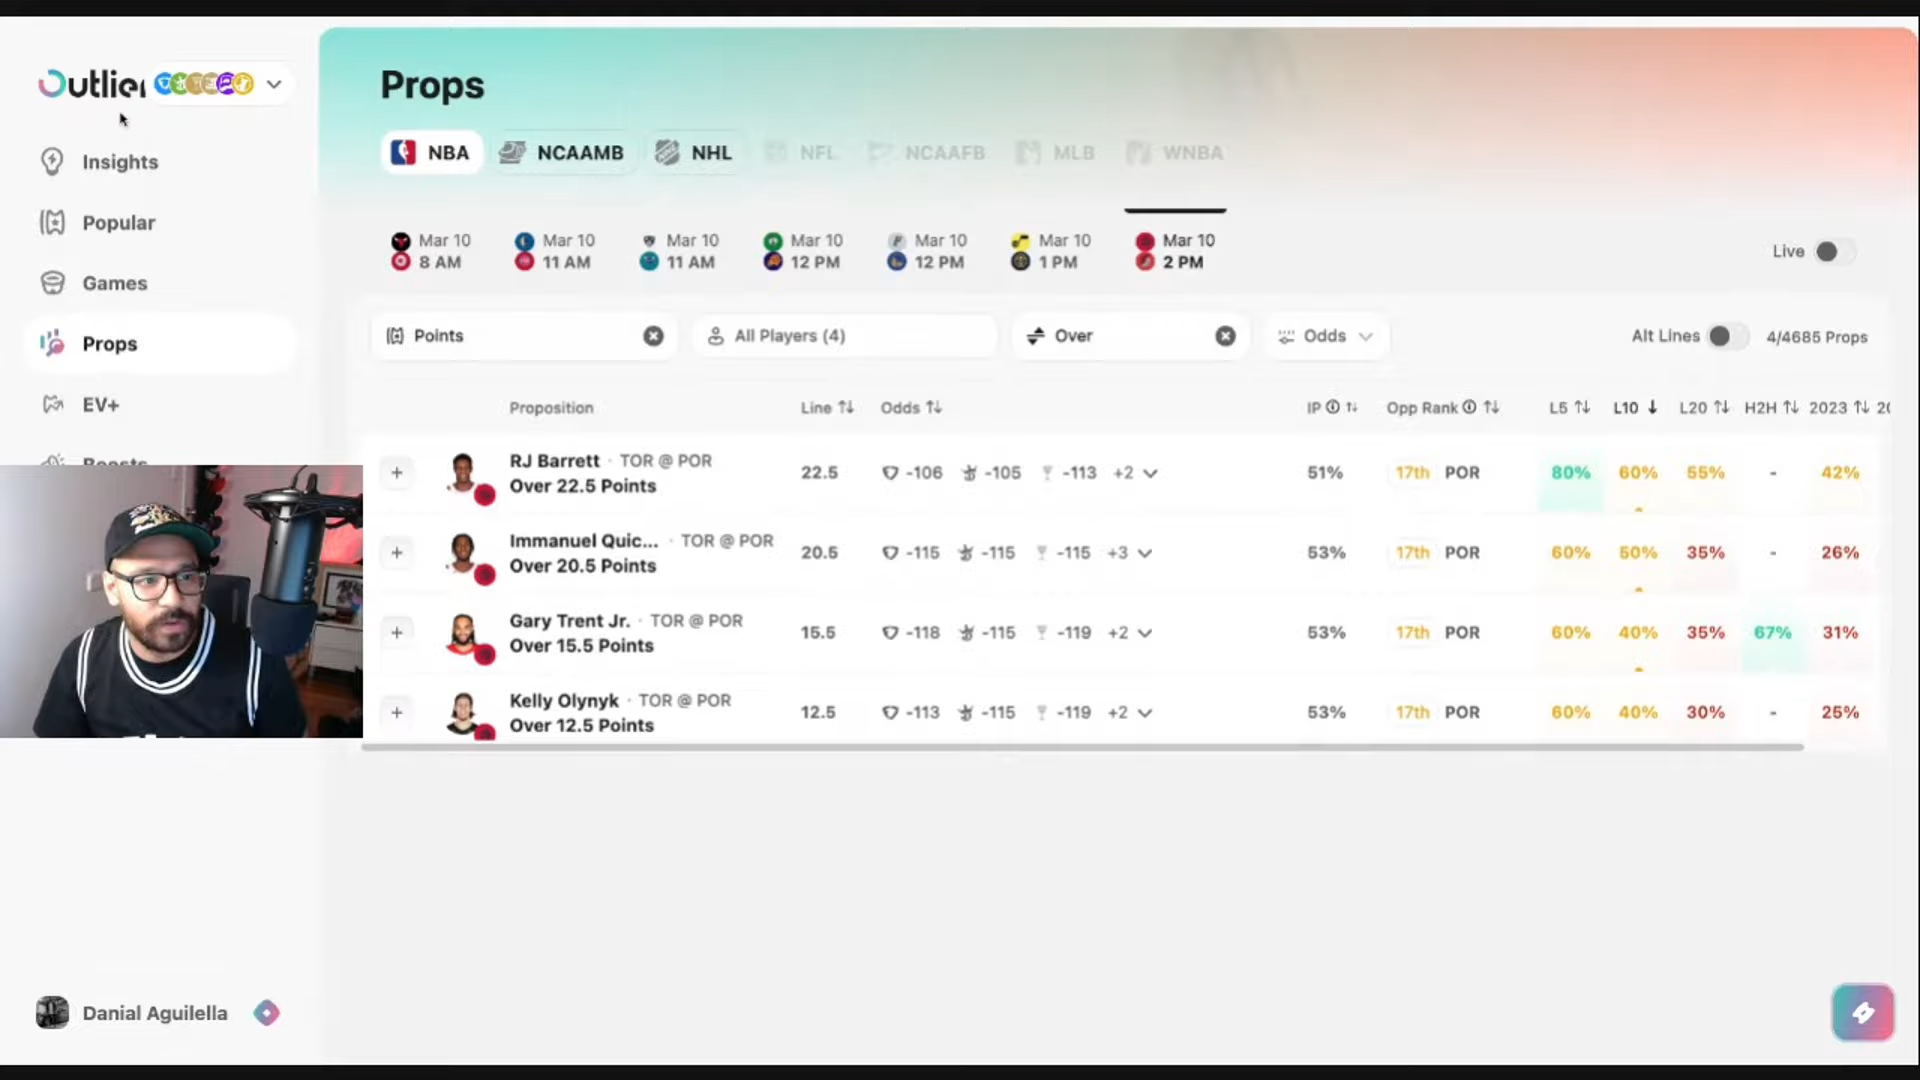 Outlier
Props
NBA
NCAAMB
NHL
NFL
NCAAFB
MLB
WNBA
Insights
Popular
Games
Props
EV+
Boosts
Mar 10
8 AM
Mar 10
11 AM
Mar 10
11 AM
Mar 10
12 PM
Mar 10
12 PM
Mar 10
1 PM
Mar 10
2 PM
Live
Points
All Players (4)
Over
Odds
Alt Lines
4/4685 Props
Proposition Line Odds IP Opp Rank L5 L10 L20 H2H 2023
RJ Barrett · TOR @ POR
Over 22.5 Points
22.5 -106 -105 -113 +2 51% 17th POR 80% 60% 55% - 42%
Immanuel Quic... · TOR @ POR
Over 20.5 Points
20.5 -115 -115 -115 +3 53% 17th POR 60% 50% 35% - 26%
Gary Trent Jr. · TOR @ POR
Over 15.5 Points
15.5 -118 -115 -119 +2 53% 17th POR 60% 40% 35% 67% 31%
Kelly Olynyk · TOR @ POR
Over 12.5 Points
12.5 -113 -115 -119 +2 53% 17th POR 60% 40% 30% - 25%
Danial Aguilella